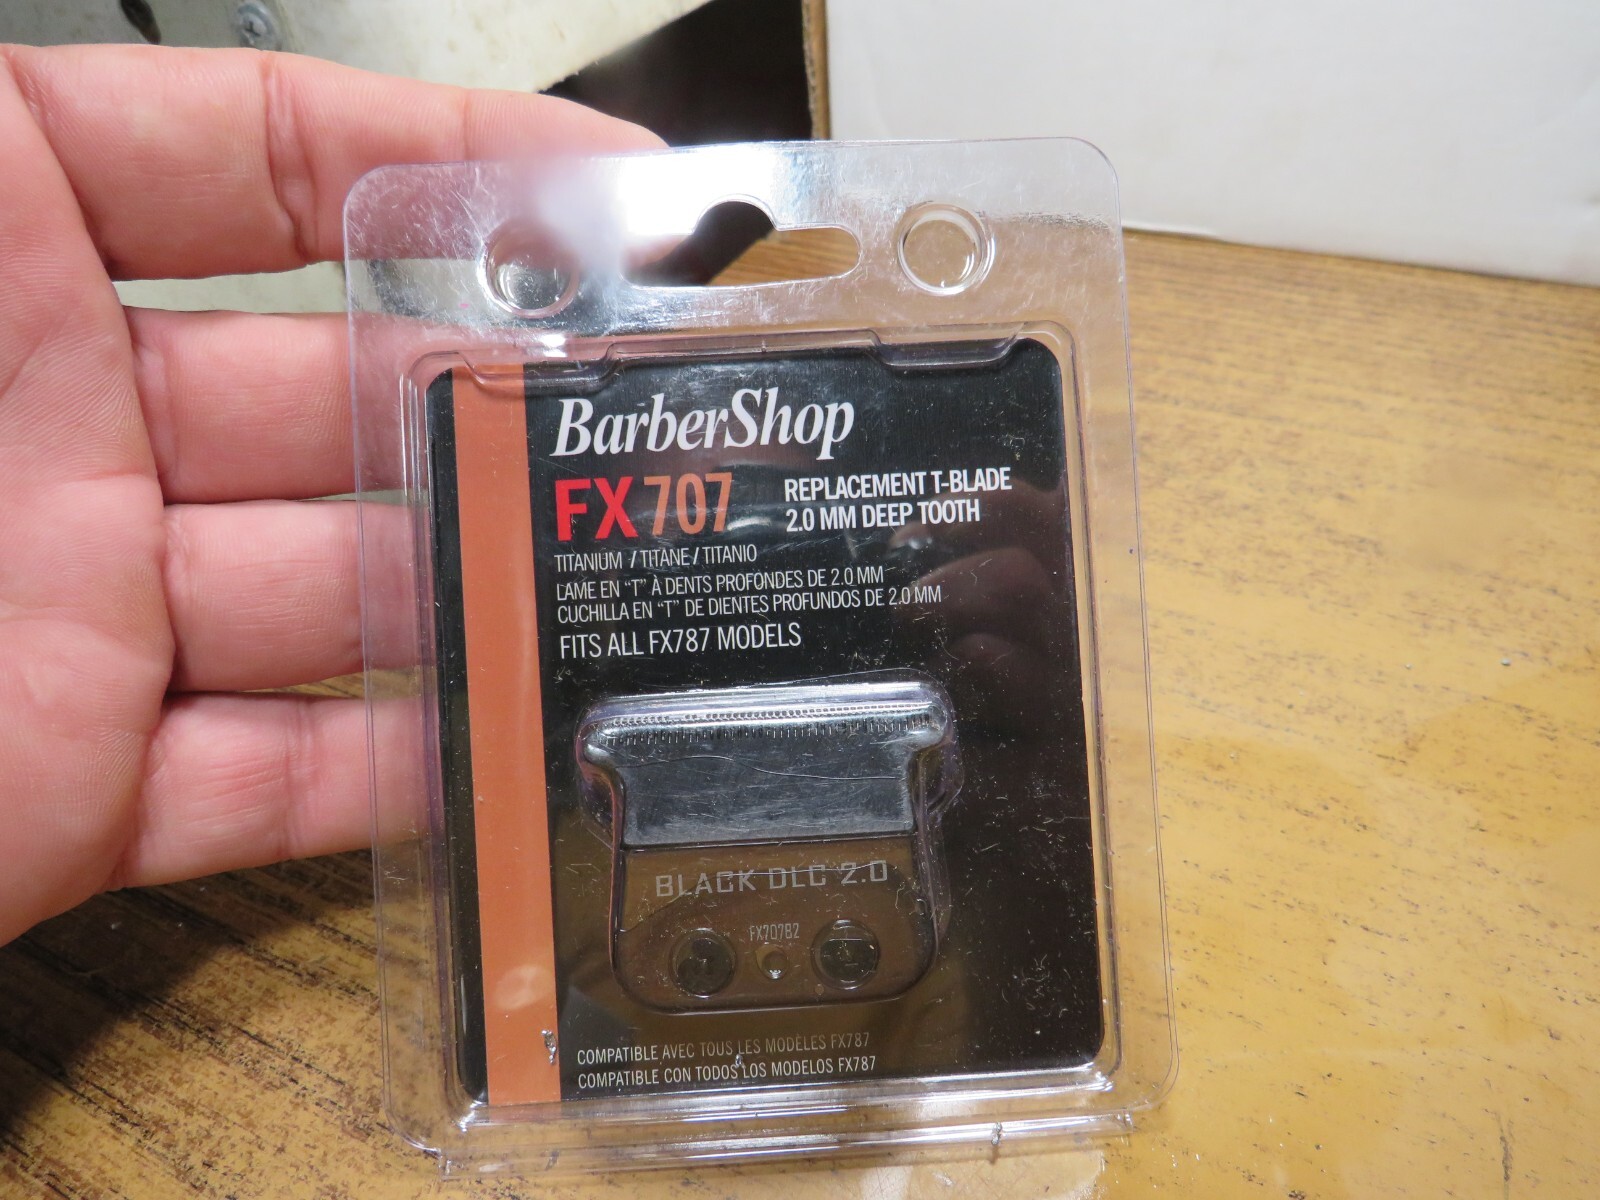 BarberShop
FX707
REPLACEMENT T-BLADE
2.0 MM DEEP TOOTH
TITANIUM / TITANE / TITANIO
LAME EN “T” À DENTS PROFONDES DE 2.0 MM
CUCHILLA EN “T” DE DIENTES PROFUNDOS DE 2.0 MM
FITS ALL FX787 MODELS
BLACK DLC 2.0
FX707B2
COMPATIBLE AVEC TOUS LES MODÈLES FX787
COMPATIBLE CON TODOS LOS MODELOS FX787